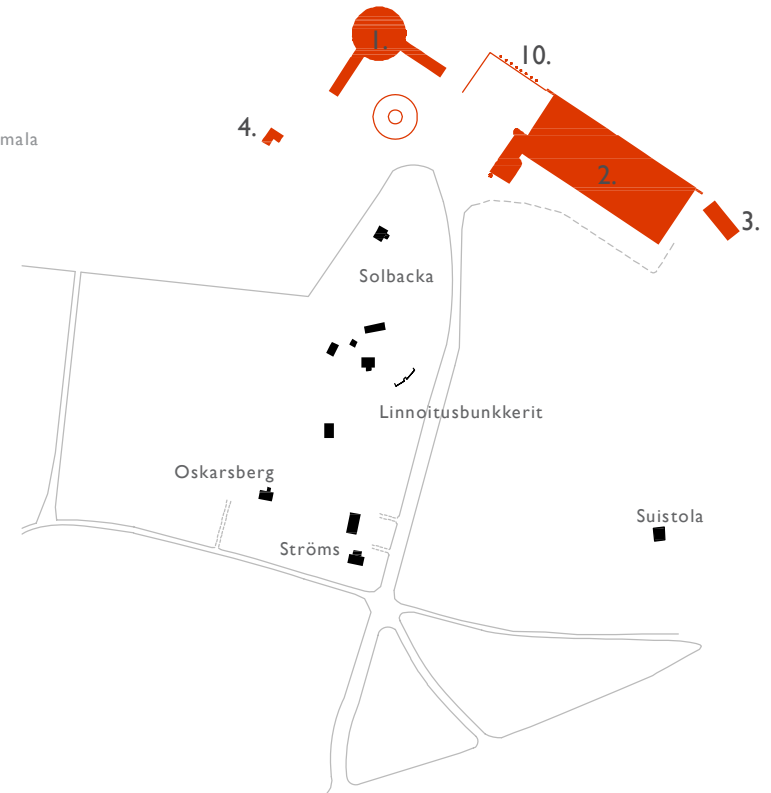 1.
10.
4.
mala
2.
3.
Solbacka
Linnoitusbunkkerit
Oskarsberg
Suistola
Ströms